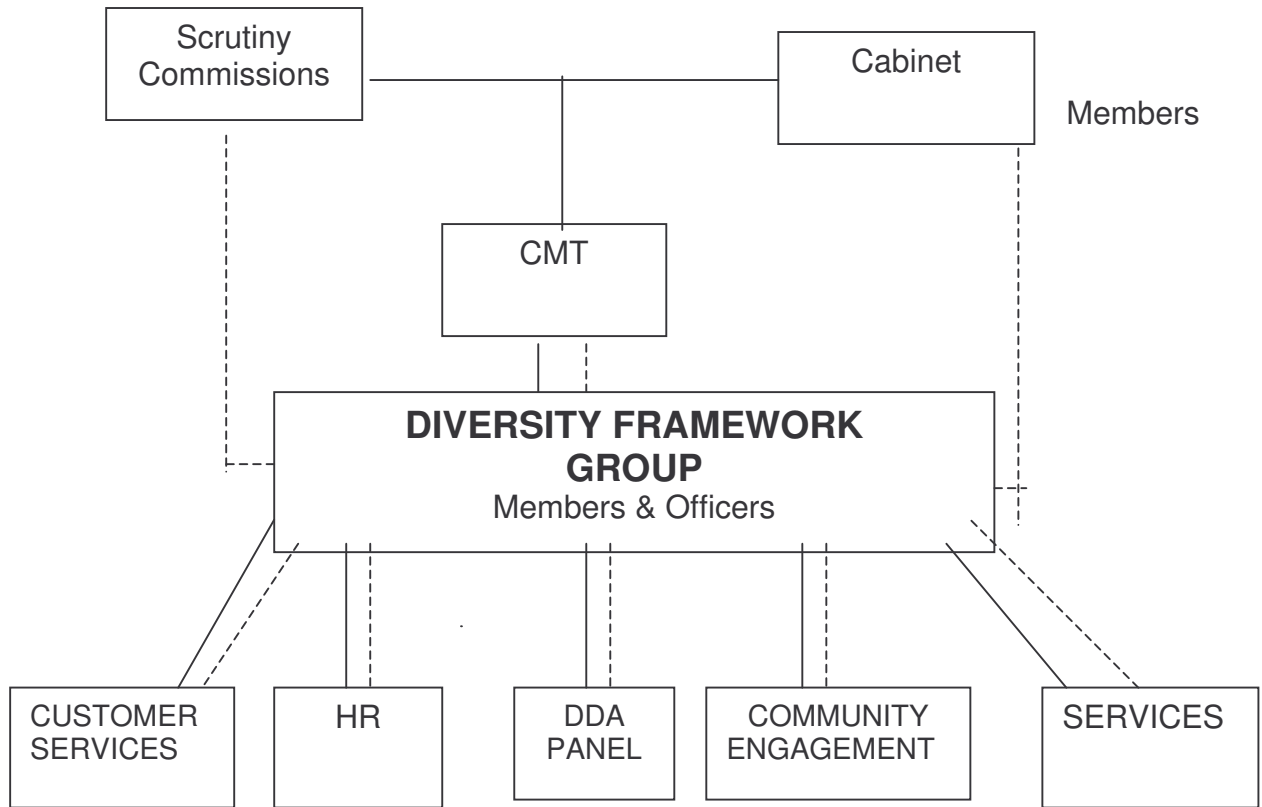 Scrutiny
Commissions
Cabinet
Members
CMT
DIVERSITY FRAMEWORK
GROUP
Members & Officers
CUSTOMER
SERVICES
HR
DDA
PANEL
COMMUNITY
ENGAGEMENT
SERVICES